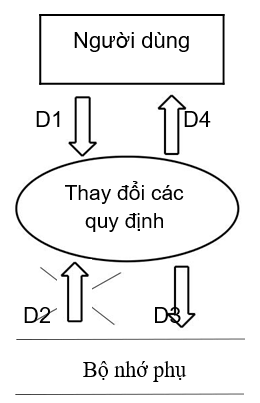 Người dùng
D1
D4
Thay đổi các
quy định
D2
D3
Bộ nhớ phụ